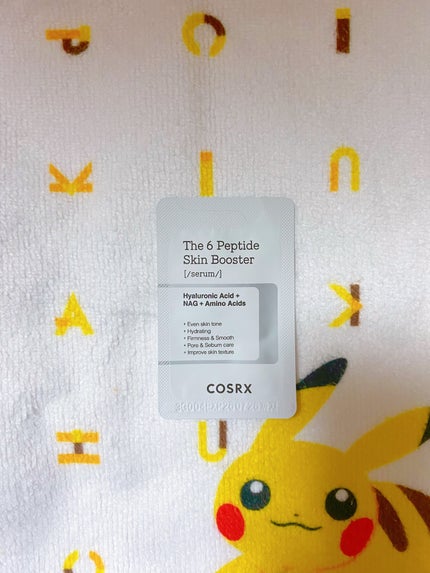 P C I
K I U
The 6 Peptide
Skin Booster
[/serum/]
Hyaluronic Acid +
NAG + Amino Acids
• Even skin tone
• Hydrating
• Firmness & Smooth
• Pore & Sebum care
• Improve skin texture
A K
COSRX
H U
C